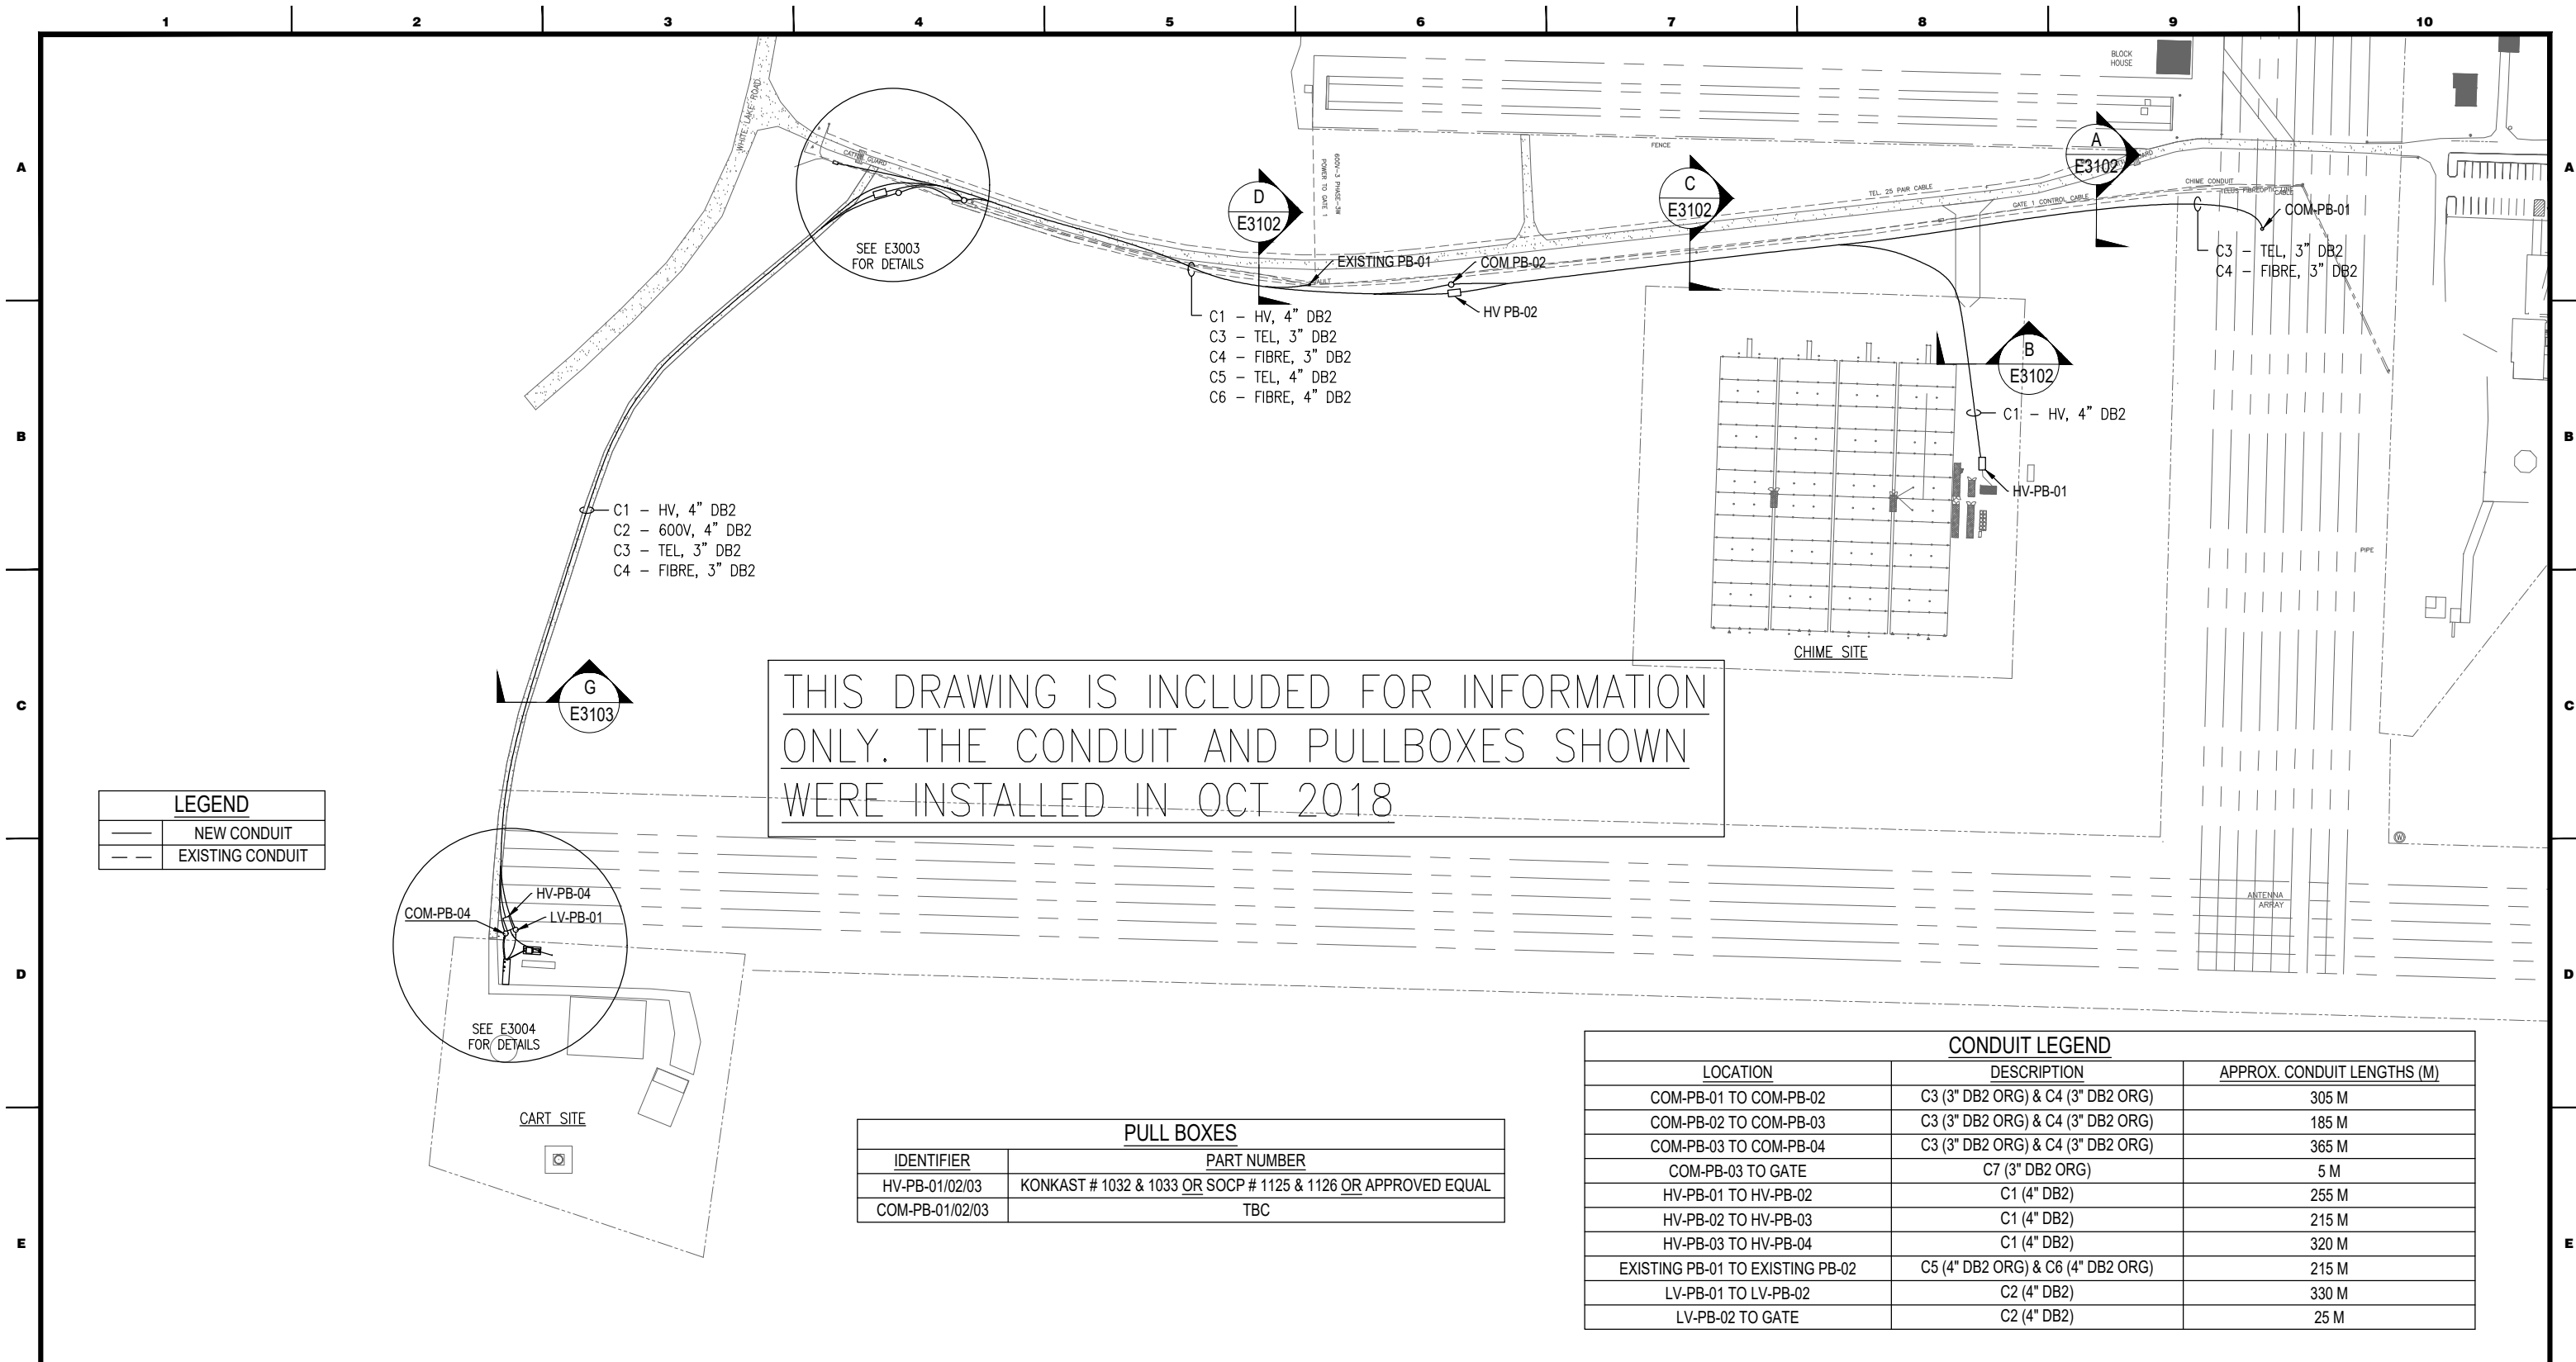 1 2 3 4 5 6 7 8 9 10
A
B
C
D
E
A
B
C
D
E
WHITE LAKE ROAD
CATTLE GUARD
SEE E3003
FOR DETAILS
600V-3 PHASE-3W
POWER TO GATE 1
D
E3102
EXISTING PB-01
COM PB-02
HV PB-02
FENCE
C
E3102
TEL. 25 PAIR CABLE
GATE 1 CONTROL CABLE
BLOCK
HOUSE
A
E3102
CHIME CONDUIT
COM-PB-01
C3 – TEL, 3” DB2
C4 – FIBRE, 3” DB2
C1 – HV, 4” DB2
C3 – TEL, 3” DB2
C4 – FIBRE, 3” DB2
C5 – TEL, 4” DB2
C6 – FIBRE, 4” DB2
B
E3102
C1 – HV, 4” DB2
HV-PB-01
CHIME SITE
PIPE
C1 – HV, 4” DB2
C2 – 600V, 4” DB2
C3 – TEL, 3” DB2
C4 – FIBRE, 3” DB2
G
E3103
THIS DRAWING IS INCLUDED FOR INFORMATION
ONLY. THE CONDUIT AND PULLBOXES SHOWN
WERE INSTALLED IN OCT 2018
LEGEND
NEW CONDUIT
EXISTING CONDUIT
W
HV-PB-04
COM-PB-04
LV-PB-01
ANTENNA
ARRAY
SEE E3004
FOR DETAILS
CART SITE
PULL BOXES
IDENTIFIER PART NUMBER
HV-PB-01/02/03 KONKAST # 1032 & 1033 OR SOCP # 1125 & 1126 OR APPROVED EQUAL
COM-PB-01/02/03 TBC
CONDUIT LEGEND
LOCATION DESCRIPTION APPROX. CONDUIT LENGTHS (M)
COM-PB-01 TO COM-PB-02 C3 (3" DB2 ORG) & C4 (3" DB2 ORG) 305 M
COM-PB-02 TO COM-PB-03 C3 (3" DB2 ORG) & C4 (3" DB2 ORG) 185 M
COM-PB-03 TO COM-PB-04 C3 (3" DB2 ORG) & C4 (3" DB2 ORG) 365 M
COM-PB-03 TO GATE C7 (3" DB2 ORG) 5 M
HV-PB-01 TO HV-PB-02 C1 (4" DB2) 255 M
HV-PB-02 TO HV-PB-03 C1 (4" DB2) 215 M
HV-PB-03 TO HV-PB-04 C1 (4" DB2) 320 M
EXISTING PB-01 TO EXISTING PB-02 C5 (4" DB2 ORG) & C6 (4" DB2 ORG) 215 M
LV-PB-01 TO LV-PB-02 C2 (4" DB2) 330 M
LV-PB-02 TO GATE C2 (4" DB2) 25 M